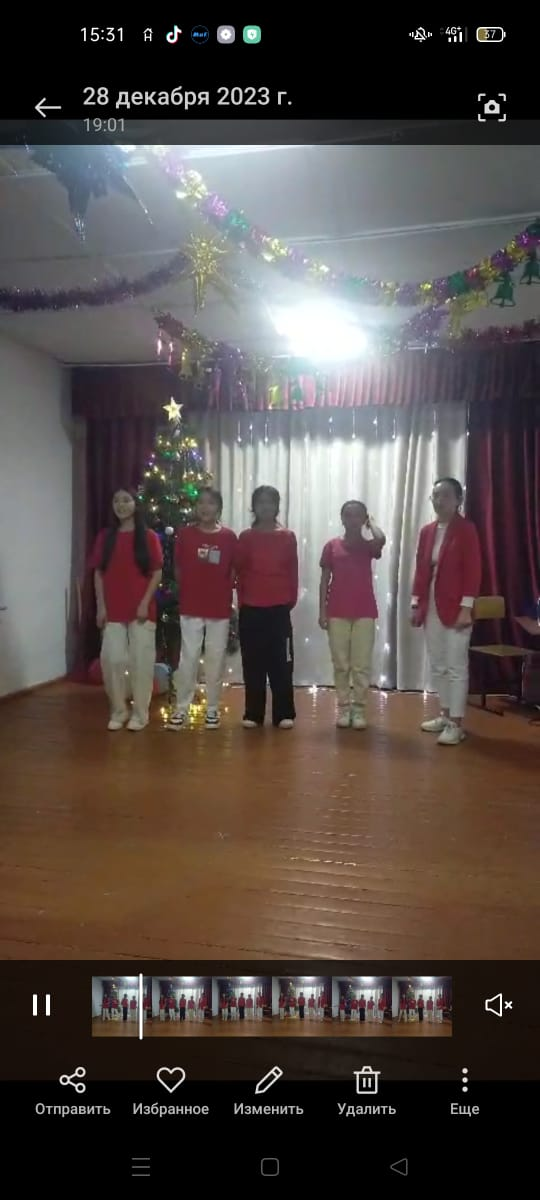 15:31
4G+
37
28 декабря 2023 г.
19:01
Отправить
Избранное
Изменить
Удалить
Еще